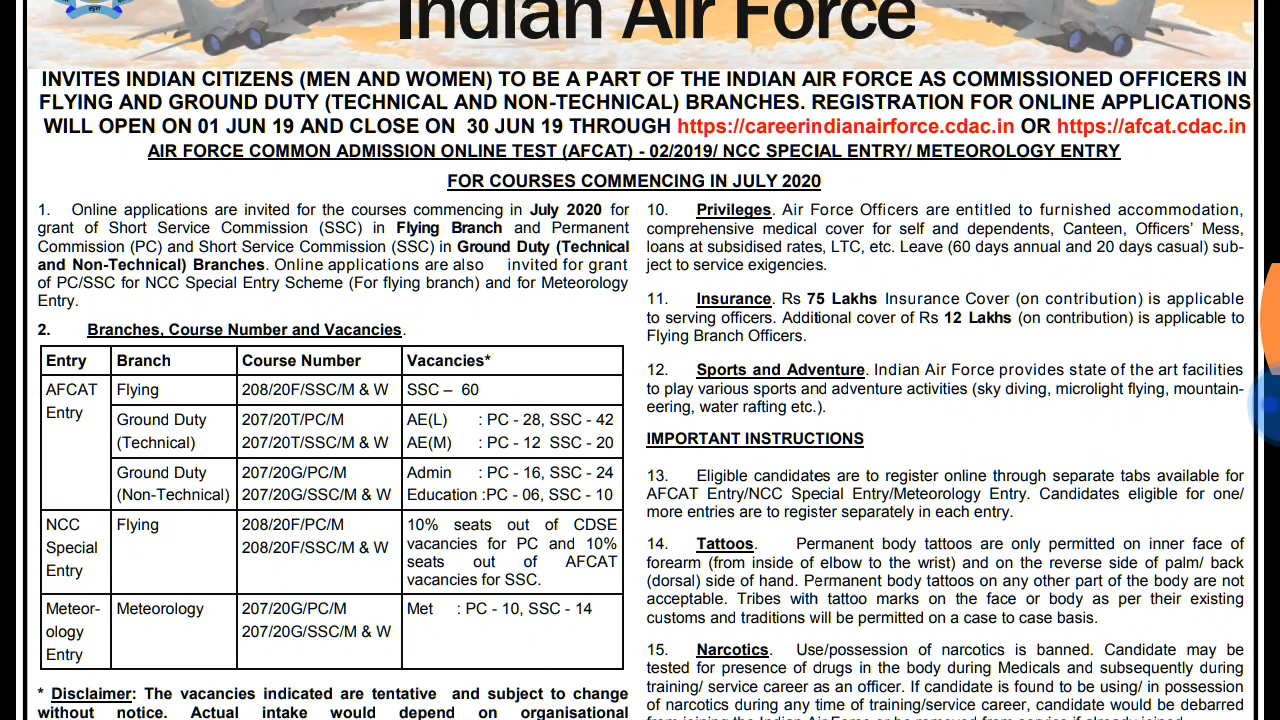 Indian Air Force
INVITES INDIAN CITIZENS (MEN AND WOMEN) TO BE A PART OF THE INDIAN AIR FORCE AS COMMISSIONED OFFICERS IN
FLYING AND GROUND DUTY (TECHNICAL AND NON-TECHNICAL) BRANCHES. REGISTRATION FOR ONLINE APPLICATIONS
WILL OPEN ON 01 JUN 19 AND CLOSE ON 30 JUN 19 THROUGH https://careerindianairforce.cdac.in OR https://afcat.cdac.in
AIR FORCE COMMON ADMISSION ONLINE TEST (AFCAT) - 02/2019/ NCC SPECIAL ENTRY/ METEOROLOGY ENTRY
FOR COURSES COMMENCING IN JULY 2020
1. Online applications are invited for the courses commencing in July 2020 for
grant of Short Service Commission (SSC) in Flying Branch and Permanent
Commission (PC) and Short Service Commission (SSC) in Ground Duty (Technical
and Non-Technical) Branches. Online applications are also invited for grant
of PC/SSC for NCC Special Entry Scheme (For flying branch) and for Meteorology
Entry.
2. Branches, Course Number and Vacancies.
Entry Branch Course Number Vacancies*
AFCAT Entry Flying 208/20F/SSC/M & W SSC – 60
Ground Duty 207/20T/PC/M AE(L) : PC - 28, SSC - 42
(Technical) 207/20T/SSC/M & W AE(M) : PC - 12 SSC - 20
Ground Duty 207/20G/PC/M Admin : PC - 16, SSC - 24
(Non-Technical) 207/20G/SSC/M & W Education :PC - 06, SSC - 10
NCC Flying 208/20F/PC/M 10% seats out of CDSE
Special 208/20F/SSC/M & W vacancies for PC and 10%
Entry seats out of AFCAT
vacancies for SSC.
Meteor- Meteorology 207/20G/PC/M Met : PC - 10, SSC - 14
ology 207/20G/SSC/M & W
Entry
* Disclaimer: The vacancies indicated are tentative and subject to change
without notice. Actual intake would depend on organisational
10. Privileges. Air Force Officers are entitled to furnished accommodation,
comprehensive medical cover for self and dependents, Canteen, Officers' Mess,
loans at subsidised rates, LTC, etc. Leave (60 days annual and 20 days casual) sub-
ject to service exigencies.
11. Insurance. Rs 75 Lakhs Insurance Cover (on contribution) is applicable
to serving officers. Additional cover of Rs 12 Lakhs (on contribution) is applicable to
Flying Branch Officers.
12. Sports and Adventure. Indian Air Force provides state of the art facilities
to play various sports and adventure activities (sky diving, microlight flying, mountain-
eering, water rafting etc.).
IMPORTANT INSTRUCTIONS
13. Eligible candidates are to register online through separate tabs available for
AFCAT Entry/NCC Special Entry/Meteorology Entry. Candidates eligible for one/
more entries are to register separately in each entry.
14. Tattoos. Permanent body tattoos are only permitted on inner face of
forearm (from inside of elbow to the wrist) and on the reverse side of palm/ back
(dorsal) side of hand. Permanent body tattoos on any other part of the body are not
acceptable. Tribes with tattoo marks on the face or body as per their existing
customs and traditions will be permitted on a case to case basis.
15. Narcotics. Use/possession of narcotics is banned. Candidate may be
tested for presence of drugs in the body during Medicals and subsequently during
training/ service career as an officer. If candidate is found to be using/ in possession
of narcotics during any time of training/service career, candidate would be debarred
from joining the Indian Air Force or be removed from service if already joined.